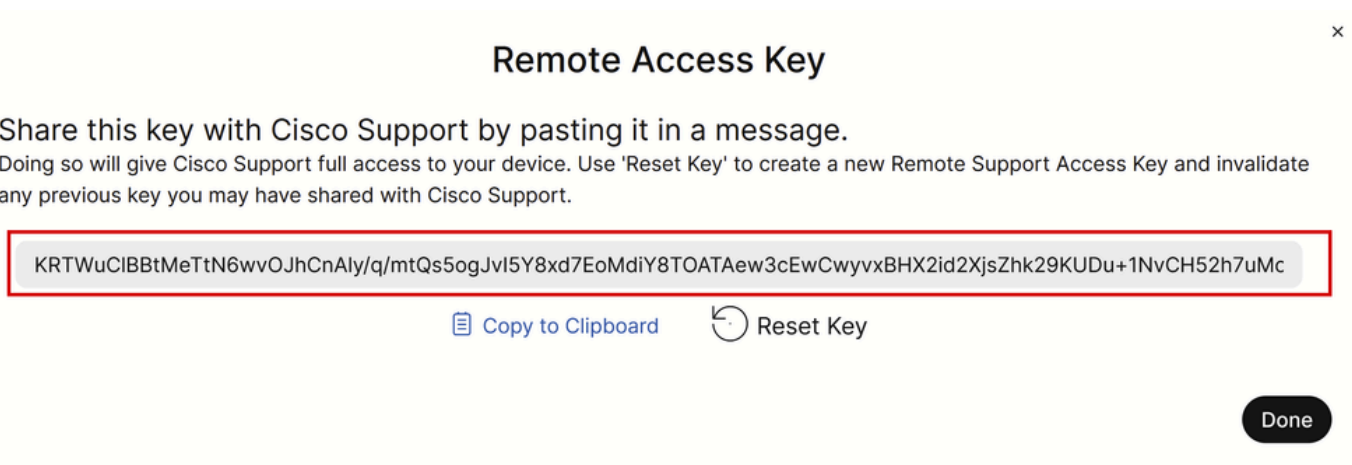 Remote Access Key
Share this key with Cisco Support by pasting it in a message.
Doing so will give Cisco Support full access to your device. Use 'Reset Key' to create a new Remote Support Access Key and invalidate
any previous key you may have shared with Cisco Support.
KRTWuClBBtMeTtN6wvOJhCnAly/q/mtQs5ogJvI5Y8xd7EoMdiY8TOATAew3cEwCwyvxBHX2id2XjsZhk29KUDu+1NvCH52h7uMc
Copy to Clipboard
Reset Key
Done